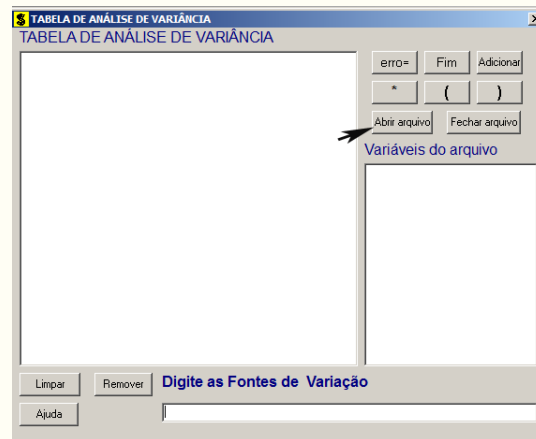 TABELA DE ANÁLISE DE VARIÂNCIA
TABELA DE ANÁLISE DE VARIÂNCIA
erro= Fim Adicionar
* ( )
Abrir arquivo Fechar arquivo
Variáveis do arquivo
Limpar Remover Digite as Fontes de Variação
Ajuda